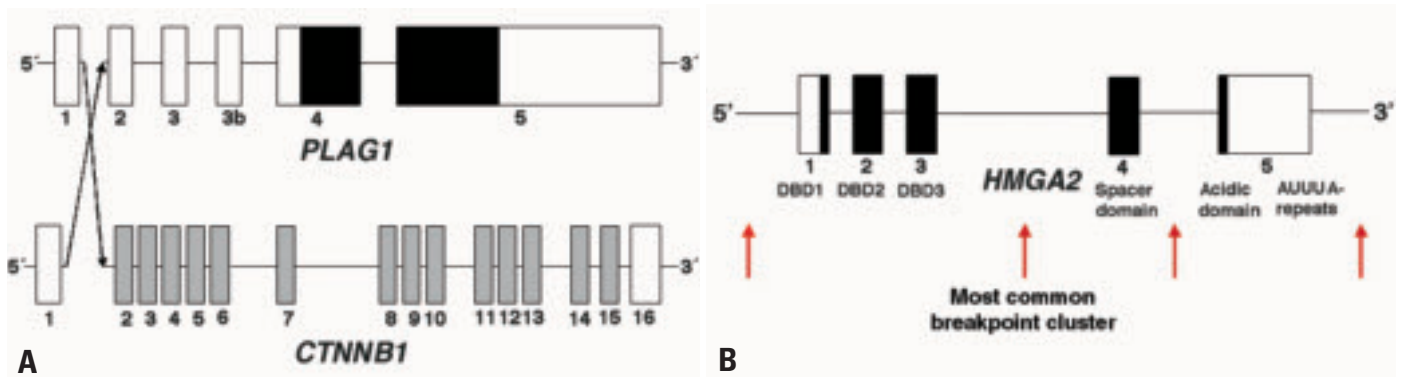 5´ 3´
1 2 3 3b 4 5
PLAG1
5´ 3´
1 2 3 4 5 6 7 8 9 10 11 12 13 14 15 16
CTNNB1
A
5’ 3’
1 2 3 4 5
DBD1 DBD2 DBD3 HMGA2 Spacer Acidic AUUUA-
domain domain repeats
Most common
breakpoint cluster
B